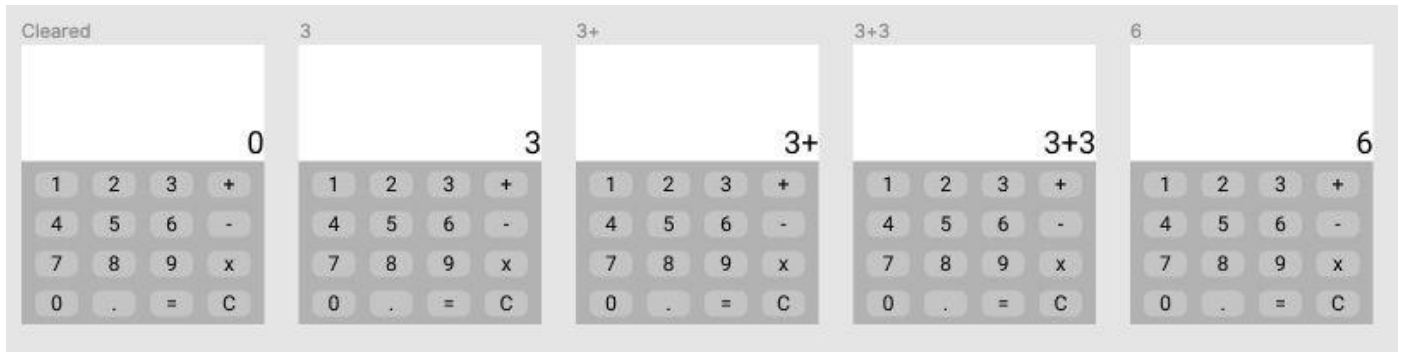 Cleared 3 3+ 3+3 6
0 3 3+ 3+3 6
1 2 3 + 1 2 3 + 1 2 3 + 1 2 3 + 1 2 3 +
4 5 6 - 4 5 6 - 4 5 6 - 4 5 6 - 4 5 6 -
7 8 9 x 7 8 9 x 7 8 9 x 7 8 9 x 7 8 9 x
0 . = C 0 . = C 0 . = C 0 . = C 0 . = C